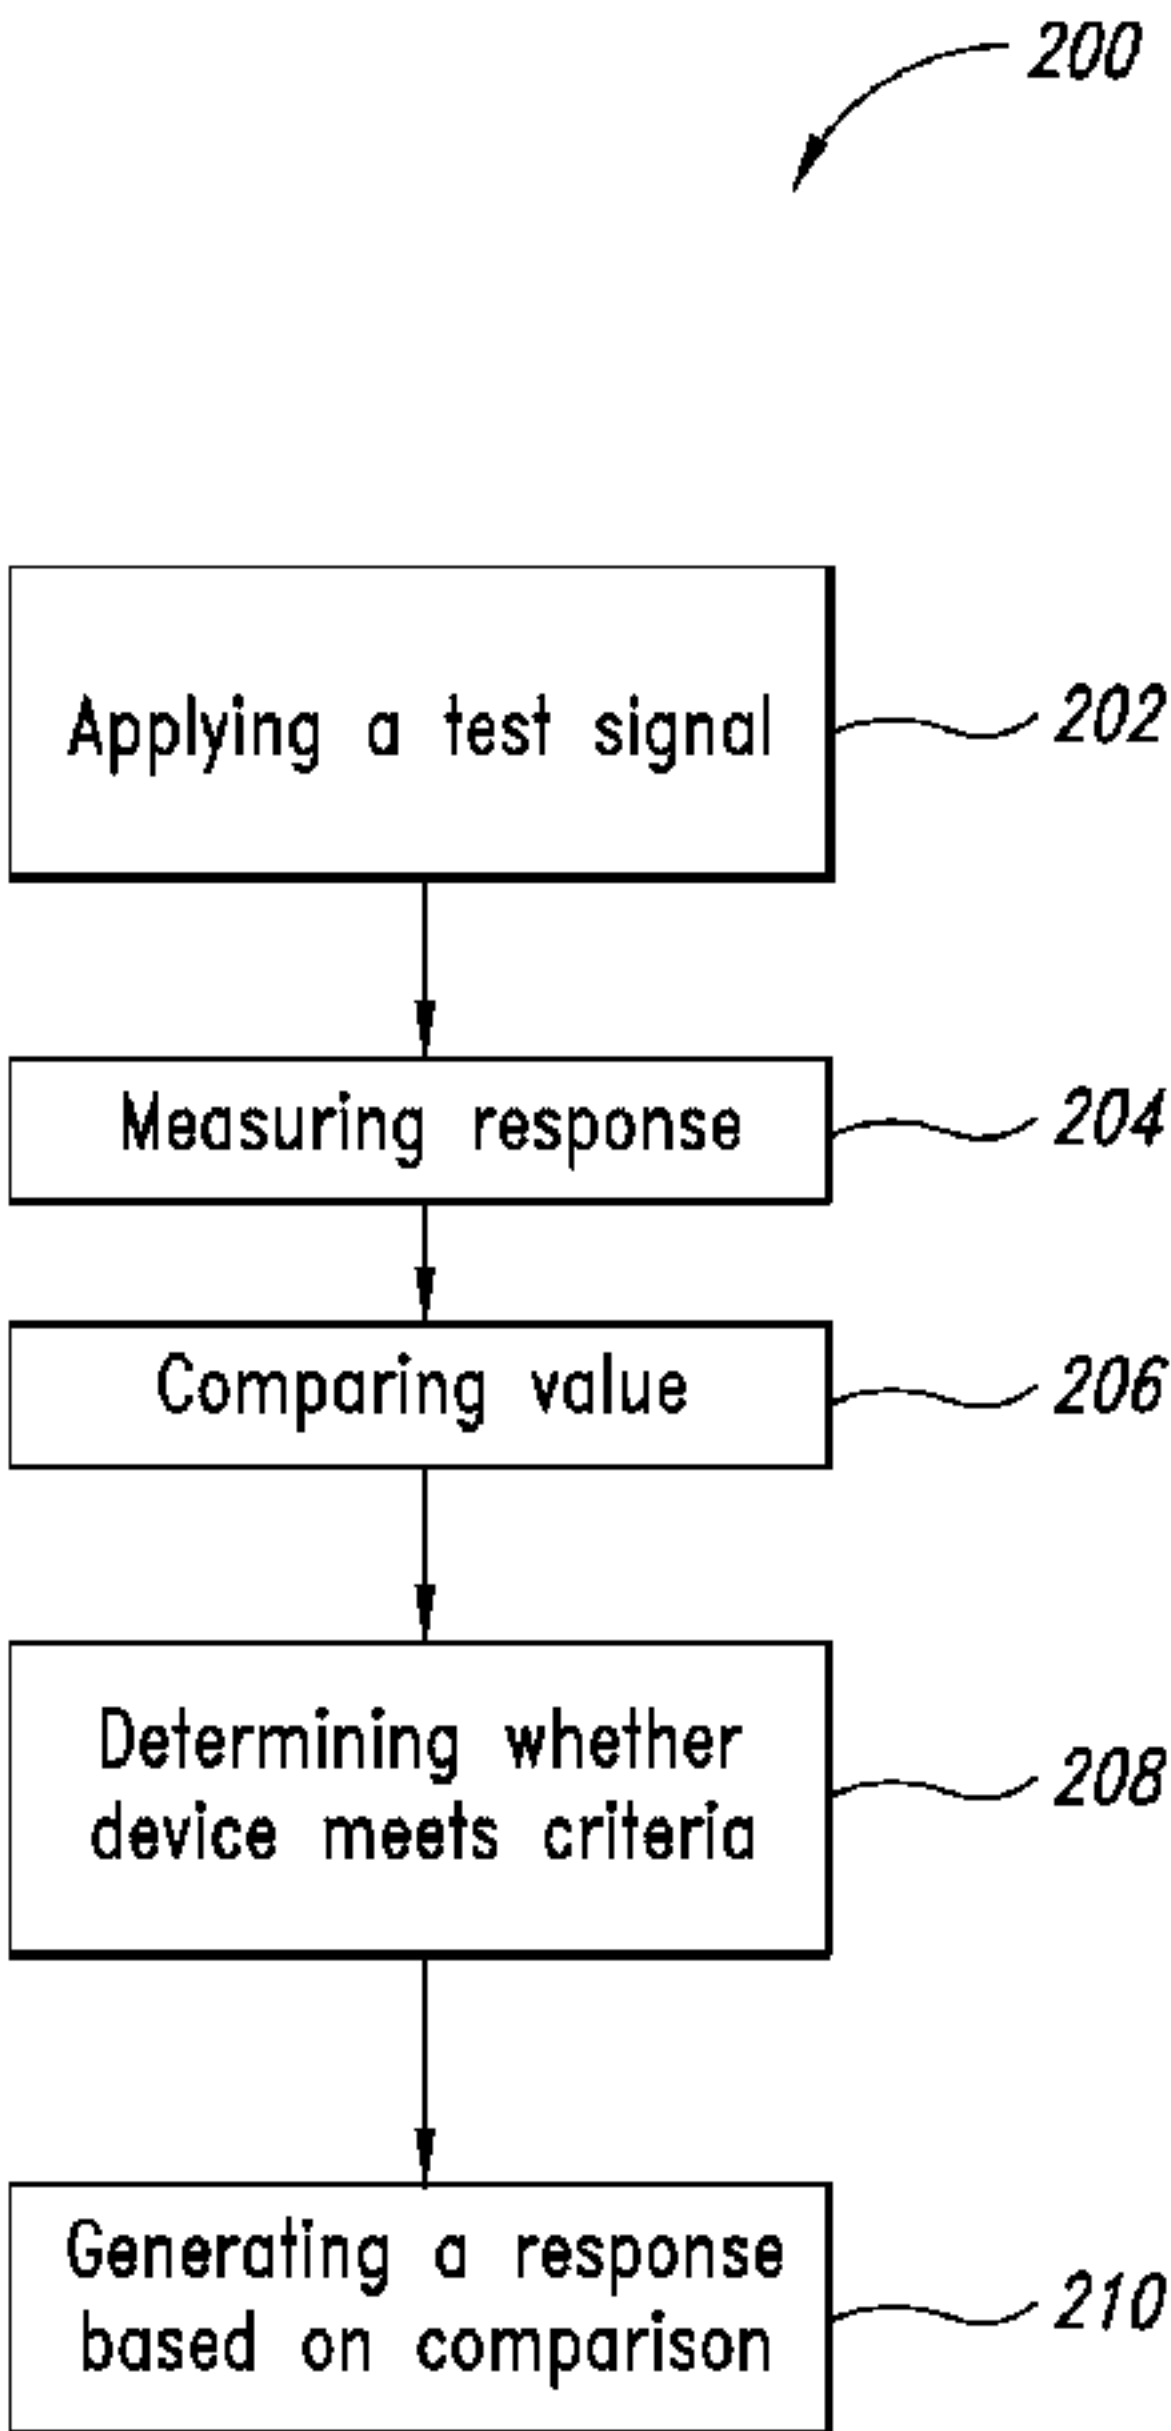 200
Applying a test signal
202
Measuring response
204
Comparing value
206
Determining whether
device meets criteria
208
Generating a response
based on comparison
210